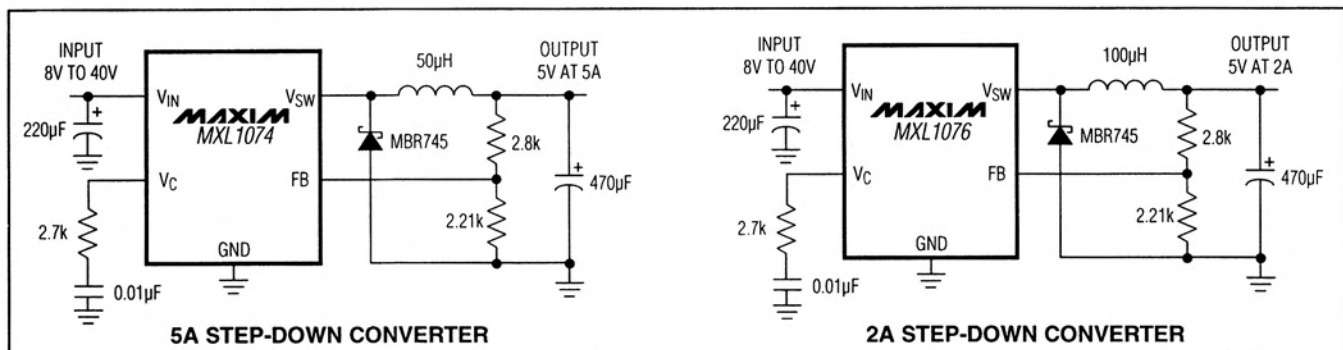 INPUT
8V TO 40V
50µH
OUTPUT
5V AT 5A
VIN
VSW
MAXIM
MXL1074
220µF
+
MBR745
2.8k
+
470µF
VC
FB
2.7k
2.21k
GND
0.01µF
5A STEP-DOWN CONVERTER
INPUT
8V TO 40V
100µH
OUTPUT
5V AT 2A
VIN
VSW
MAXIM
MXL1076
220µF
+
MBR745
2.8k
+
470µF
VC
FB
2.7k
2.21k
GND
0.01µF
2A STEP-DOWN CONVERTER